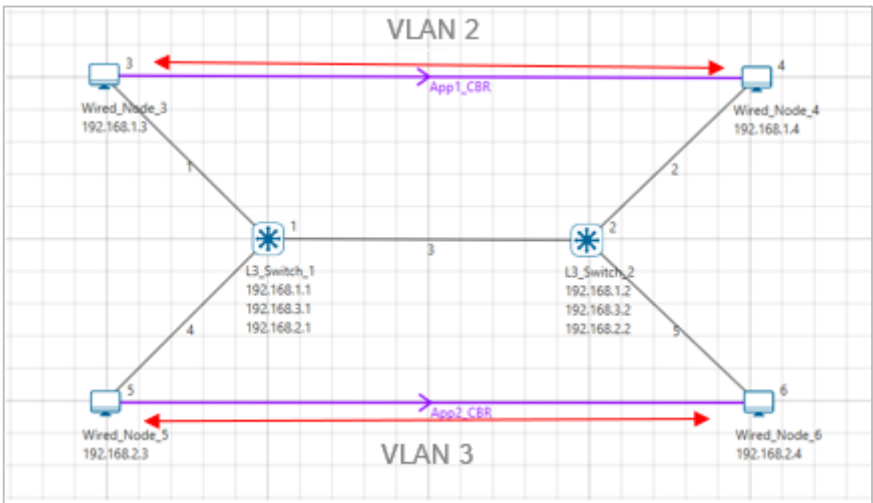 VLAN 2
3
4
App1_CBR
Wired_Node_3
192.168.1.3
Wired_Node_4
192.168.1.4
1
2
1
2
3
L3_Switch_1
192.168.1.1
192.168.3.1
192.168.2.1
L3_Switch_2
192.168.1.2
192.168.3.2
192.168.2.2
4
5
5
6
App2_CBR
Wired_Node_5
192.168.2.3
Wired_Node_6
192.168.2.4
VLAN 3